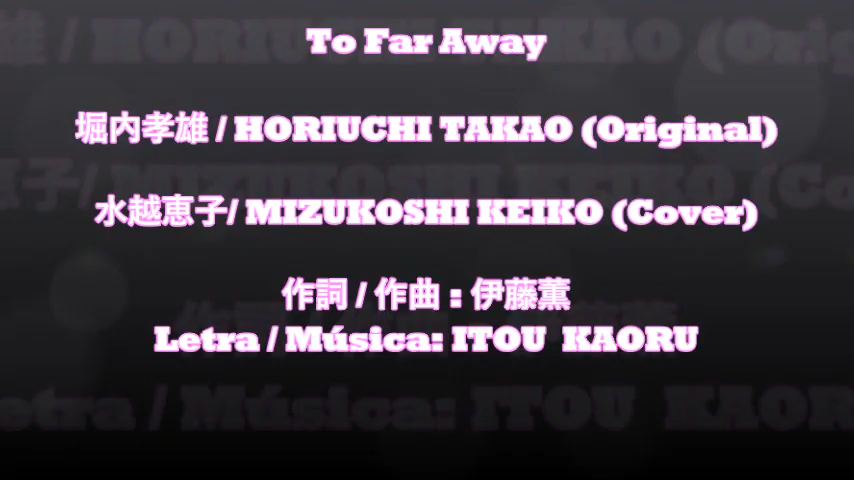 To Far Away
堀内孝雄 / HORIUCHI TAKAO (Original)
水越恵子/ MIZUKOSHI KEIKO (Cover)
作詞 / 作曲 : 伊藤薫
Letra / Música: ITOU KAORU